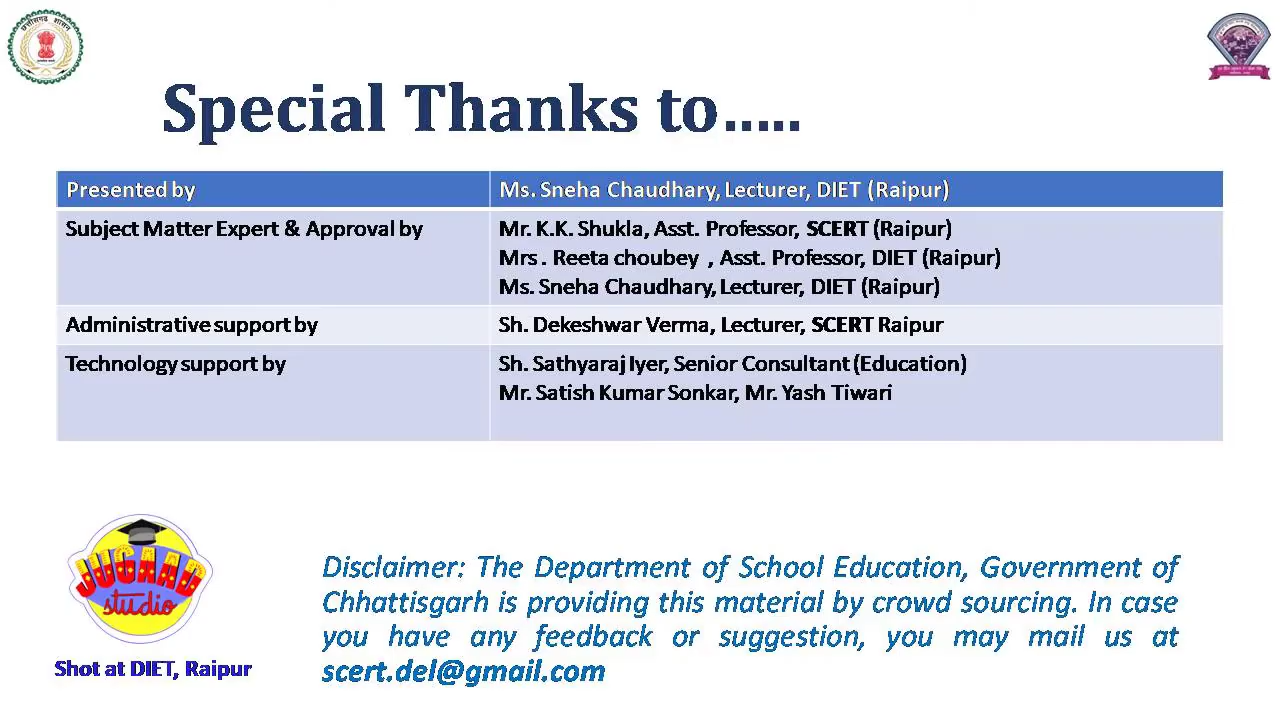 छत्तीसगढ़ शासन
Special Thanks to.....
Presented by
Ms. Sneha Chaudhary, Lecturer, DIET (Raipur)
Subject Matter Expert & Approval by
Mr. K.K. Shukla, Asst. Professor, SCERT (Raipur)
Mrs . Reeta choubey , Asst. Professor, DIET (Raipur)
Ms. Sneha Chaudhary, Lecturer, DIET (Raipur)
Administrative support by
Sh. Dekeshwar Verma, Lecturer, SCERT Raipur
Technology support by
Sh. Sathyaraj Iyer, Senior Consultant (Education)
Mr. Satish Kumar Sonkar, Mr. Yash Tiwari
JUGAAD
studio
Shot at DIET, Raipur
Disclaimer: The Department of School Education, Government of
Chhattisgarh is providing this material by crowd sourcing. In case
you have any feedback or suggestion, you may mail us at
scert.del@gmail.com